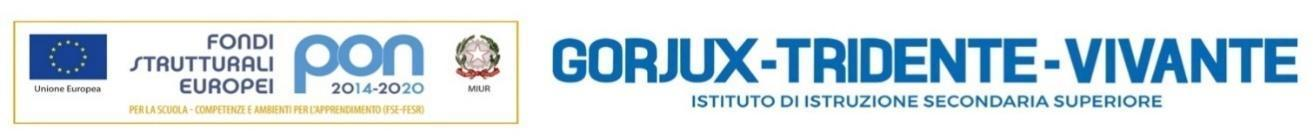 Unione Europea
FONDI
STRUTTURALI
EUROPEI
pon
2014-2020
MIUR
PER LA SCUOLA - COMPETENZE E AMBIENTI PER L'APPRENDIMENTO (FSE-FESR)
GORJUX-TRIDENTE-VIVANTE
ISTITUTO DI ISTRUZIONE SECONDARIA SUPERIORE